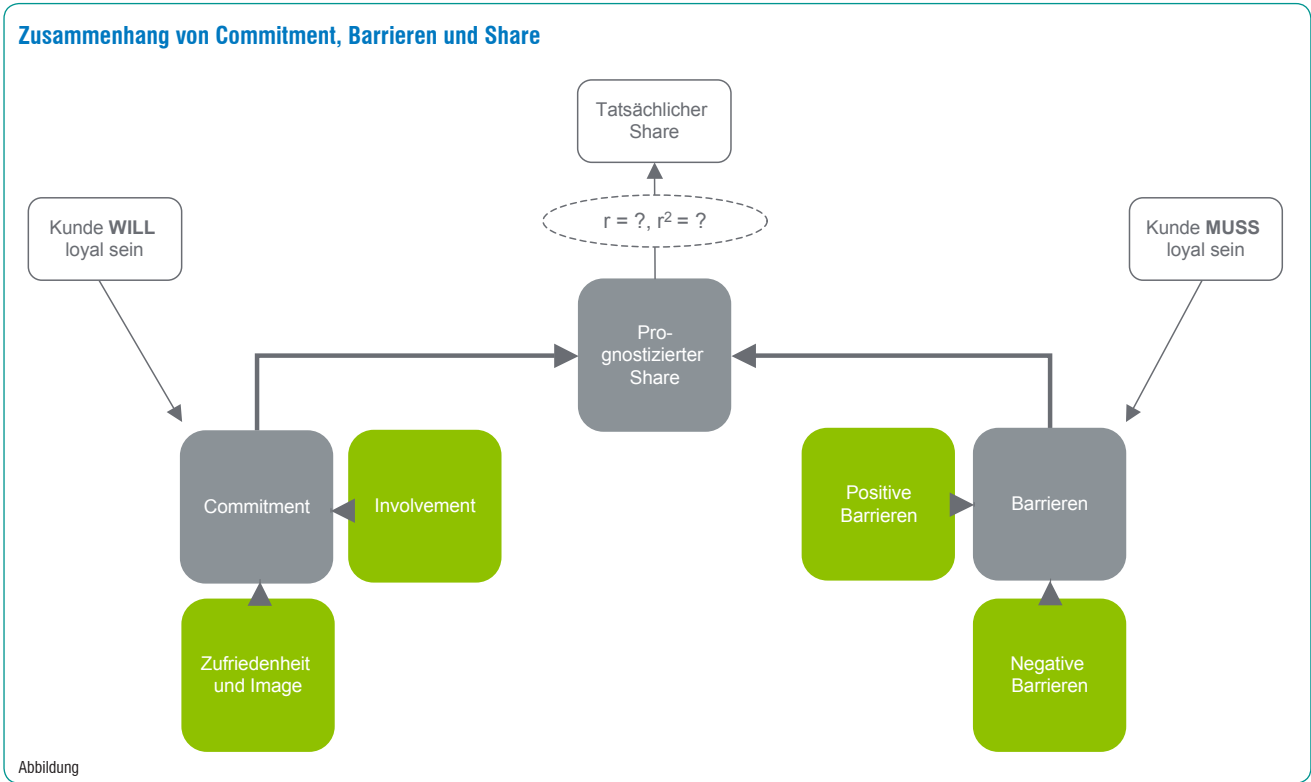 Zusammenhang von Commitment, Barrieren und Share
Tatsächlicher
Share
r = ?, r² = ?
Kunde WILL
loyal sein
Kunde MUSS
loyal sein
Pro-
gnostizierter
Share
Commitment
Involvement
Positive
Barrieren
Barrieren
Zufriedenheit
und Image
Negative
Barrieren
Abbildung